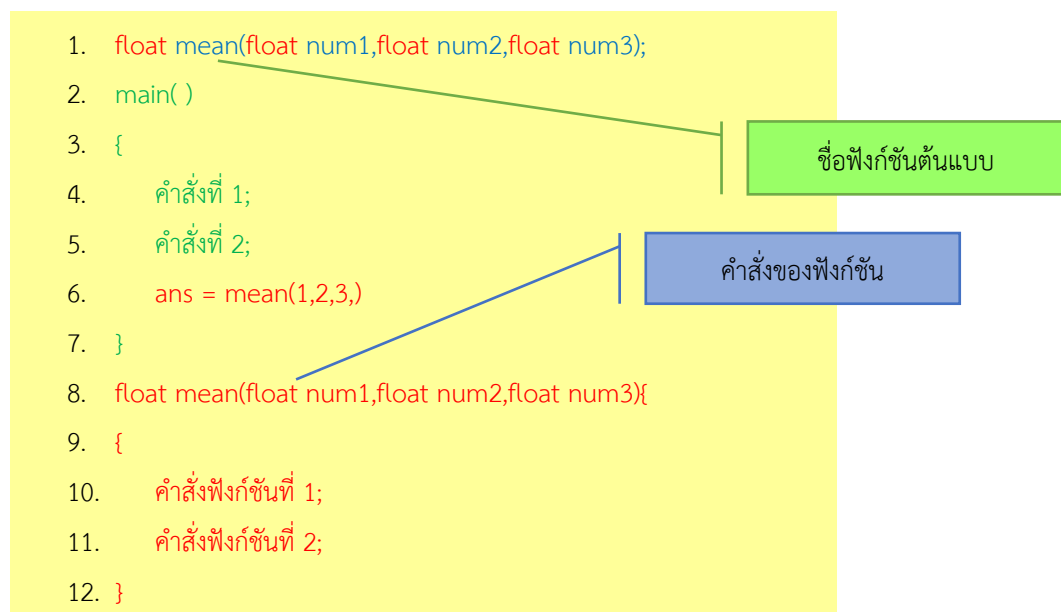 1. float mean(float num1,float num2,float num3);
2. main( )
3. {
4. คำสั่งที่ 1;
5. คำสั่งที่ 2;
6. ans = mean(1,2,3,)
7. }
8. float mean(float num1,float num2,float num3){
9. {
10. คำสั่งฟังก์ชันที่ 1;
11. คำสั่งฟังก์ชันที่ 2;
12. }
ชื่อฟังก์ชันต้นแบบ
คำสั่งของฟังก์ชัน